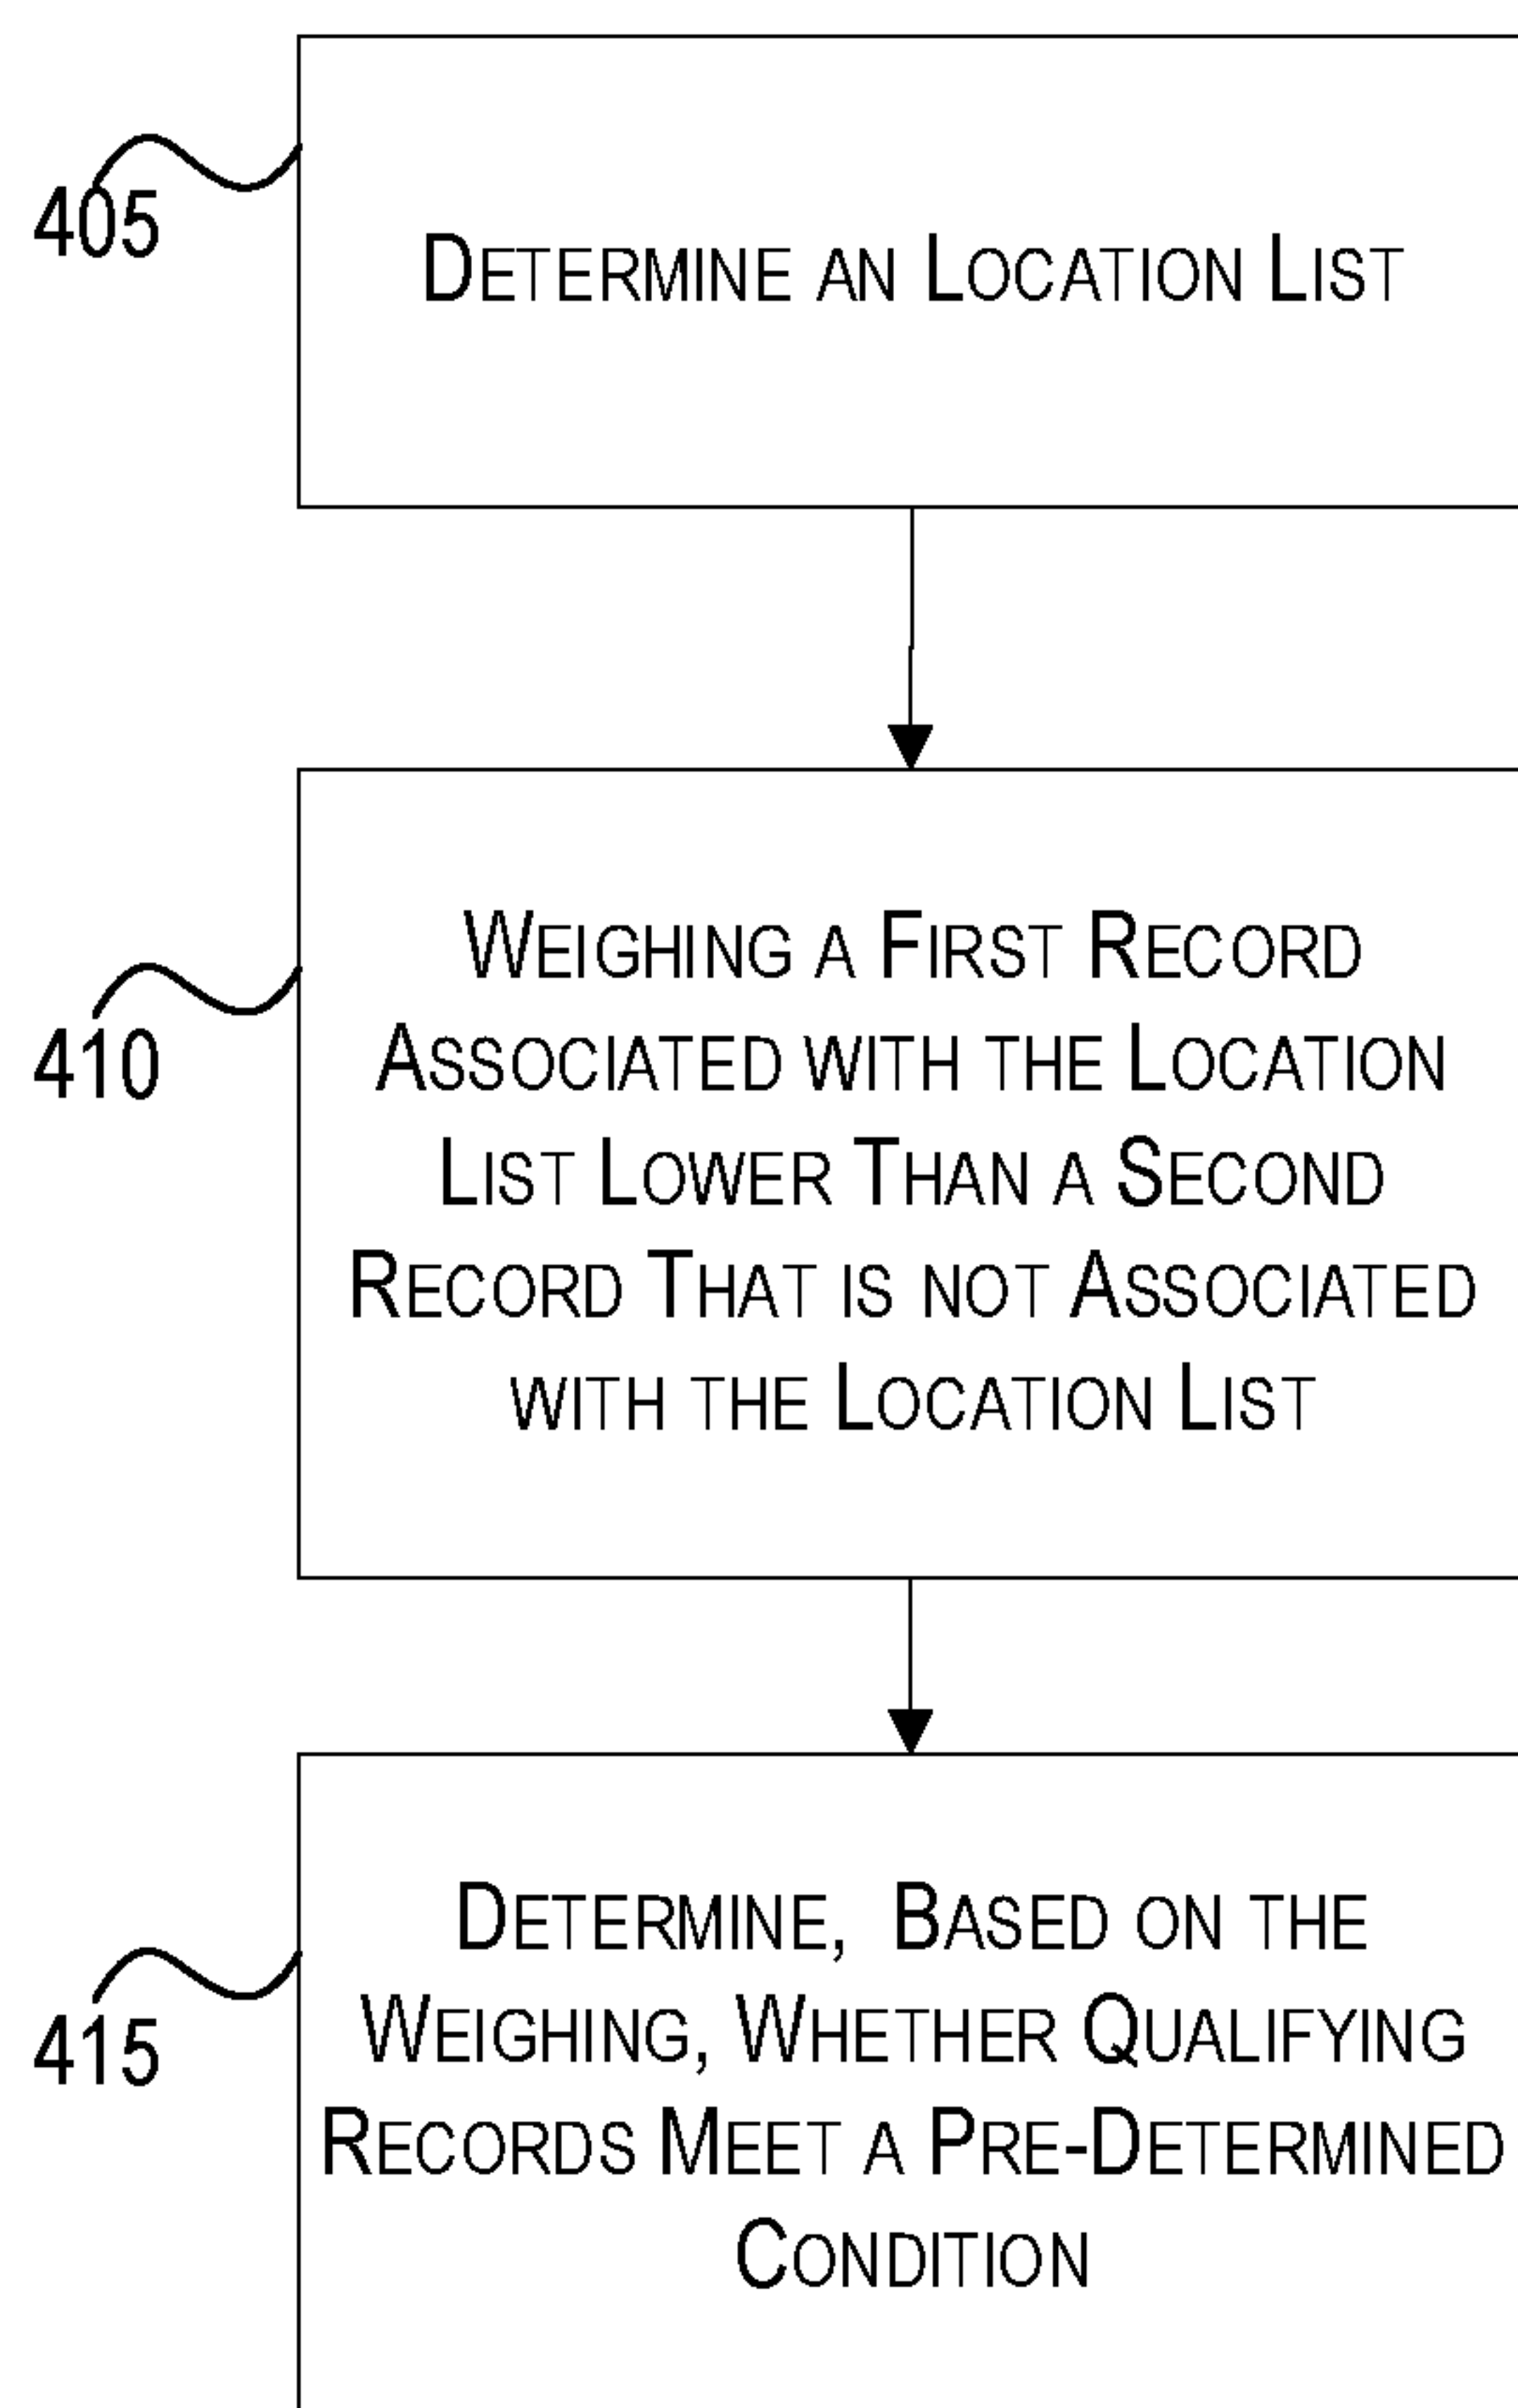 405
DETERMINE AN LOCATION LIST
410
WEIGHING A FIRST RECORD
ASSOCIATED WITH THE LOCATION
LIST LOWER THAN A SECOND
RECORD THAT IS NOT ASSOCIATED
WITH THE LOCATION LIST
415
DETERMINE, BASED ON THE
WEIGHING, WHETHER QUALIFYING
RECORDS MEET A PRE-DETERMINED
CONDITION